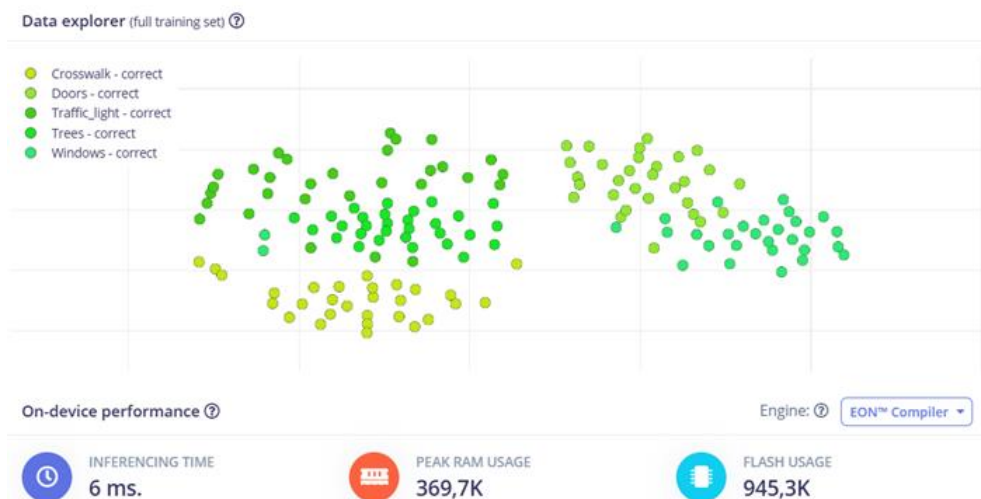 Data explorer (full training set) ?
Crosswalk - correct
Doors - correct
Traffic_light - correct
Trees - correct
Windows - correct
On-device performance ?
Engine: ? EON™ Compiler
INFERENCING TIME
6 ms.
PEAK RAM USAGE
369,7K
FLASH USAGE
945,3K